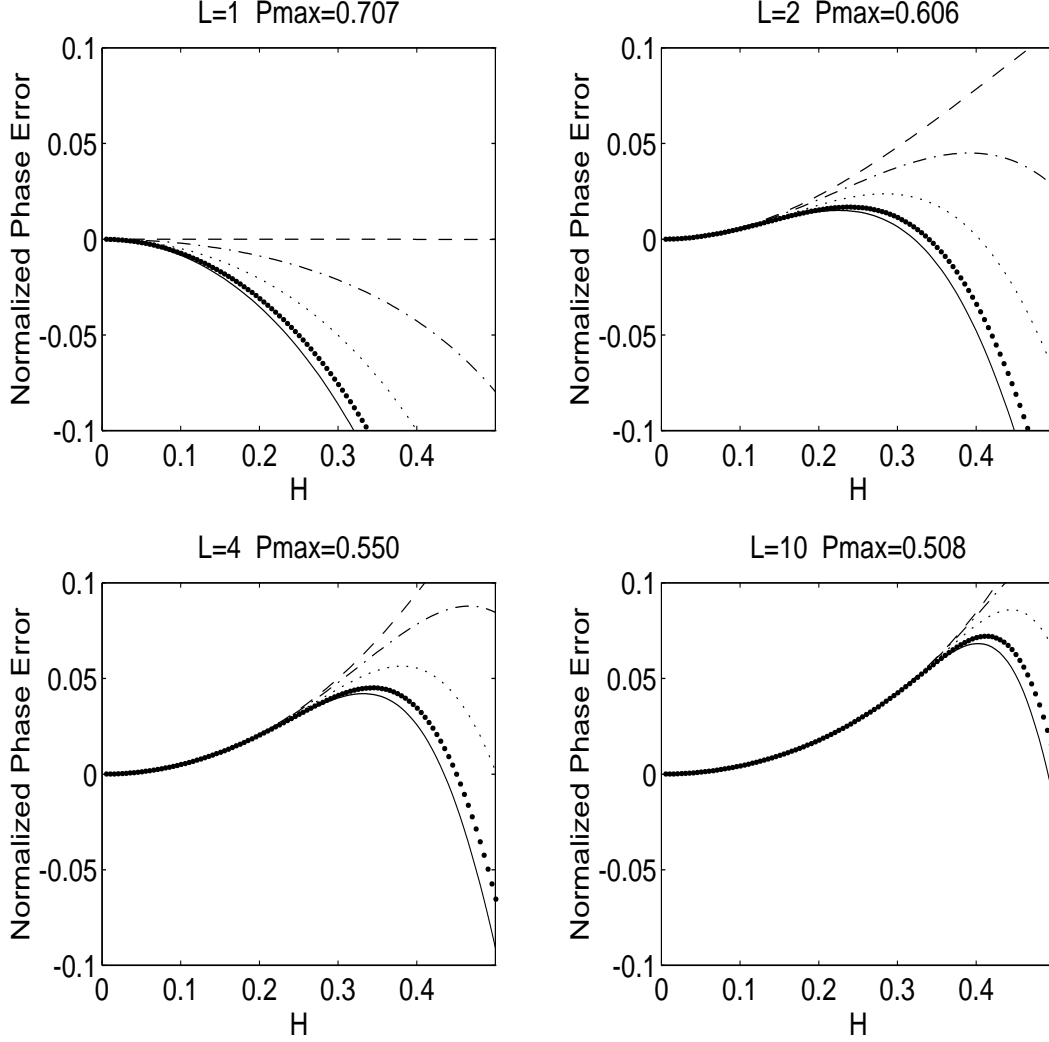 L=1 Pmax=0.707
0.1
0.05
0
-0.05
-0.1
Normalized Phase Error
0 0.1 0.2 0.3 0.4
H
L=2 Pmax=0.606
0.1
0.05
0
-0.05
-0.1
Normalized Phase Error
0 0.1 0.2 0.3 0.4
H
L=4 Pmax=0.550
0.1
0.05
0
-0.05
-0.1
Normalized Phase Error
0 0.1 0.2 0.3 0.4
H
L=10 Pmax=0.508
0.1
0.05
0
-0.05
-0.1
Normalized Phase Error
0 0.1 0.2 0.3 0.4
H